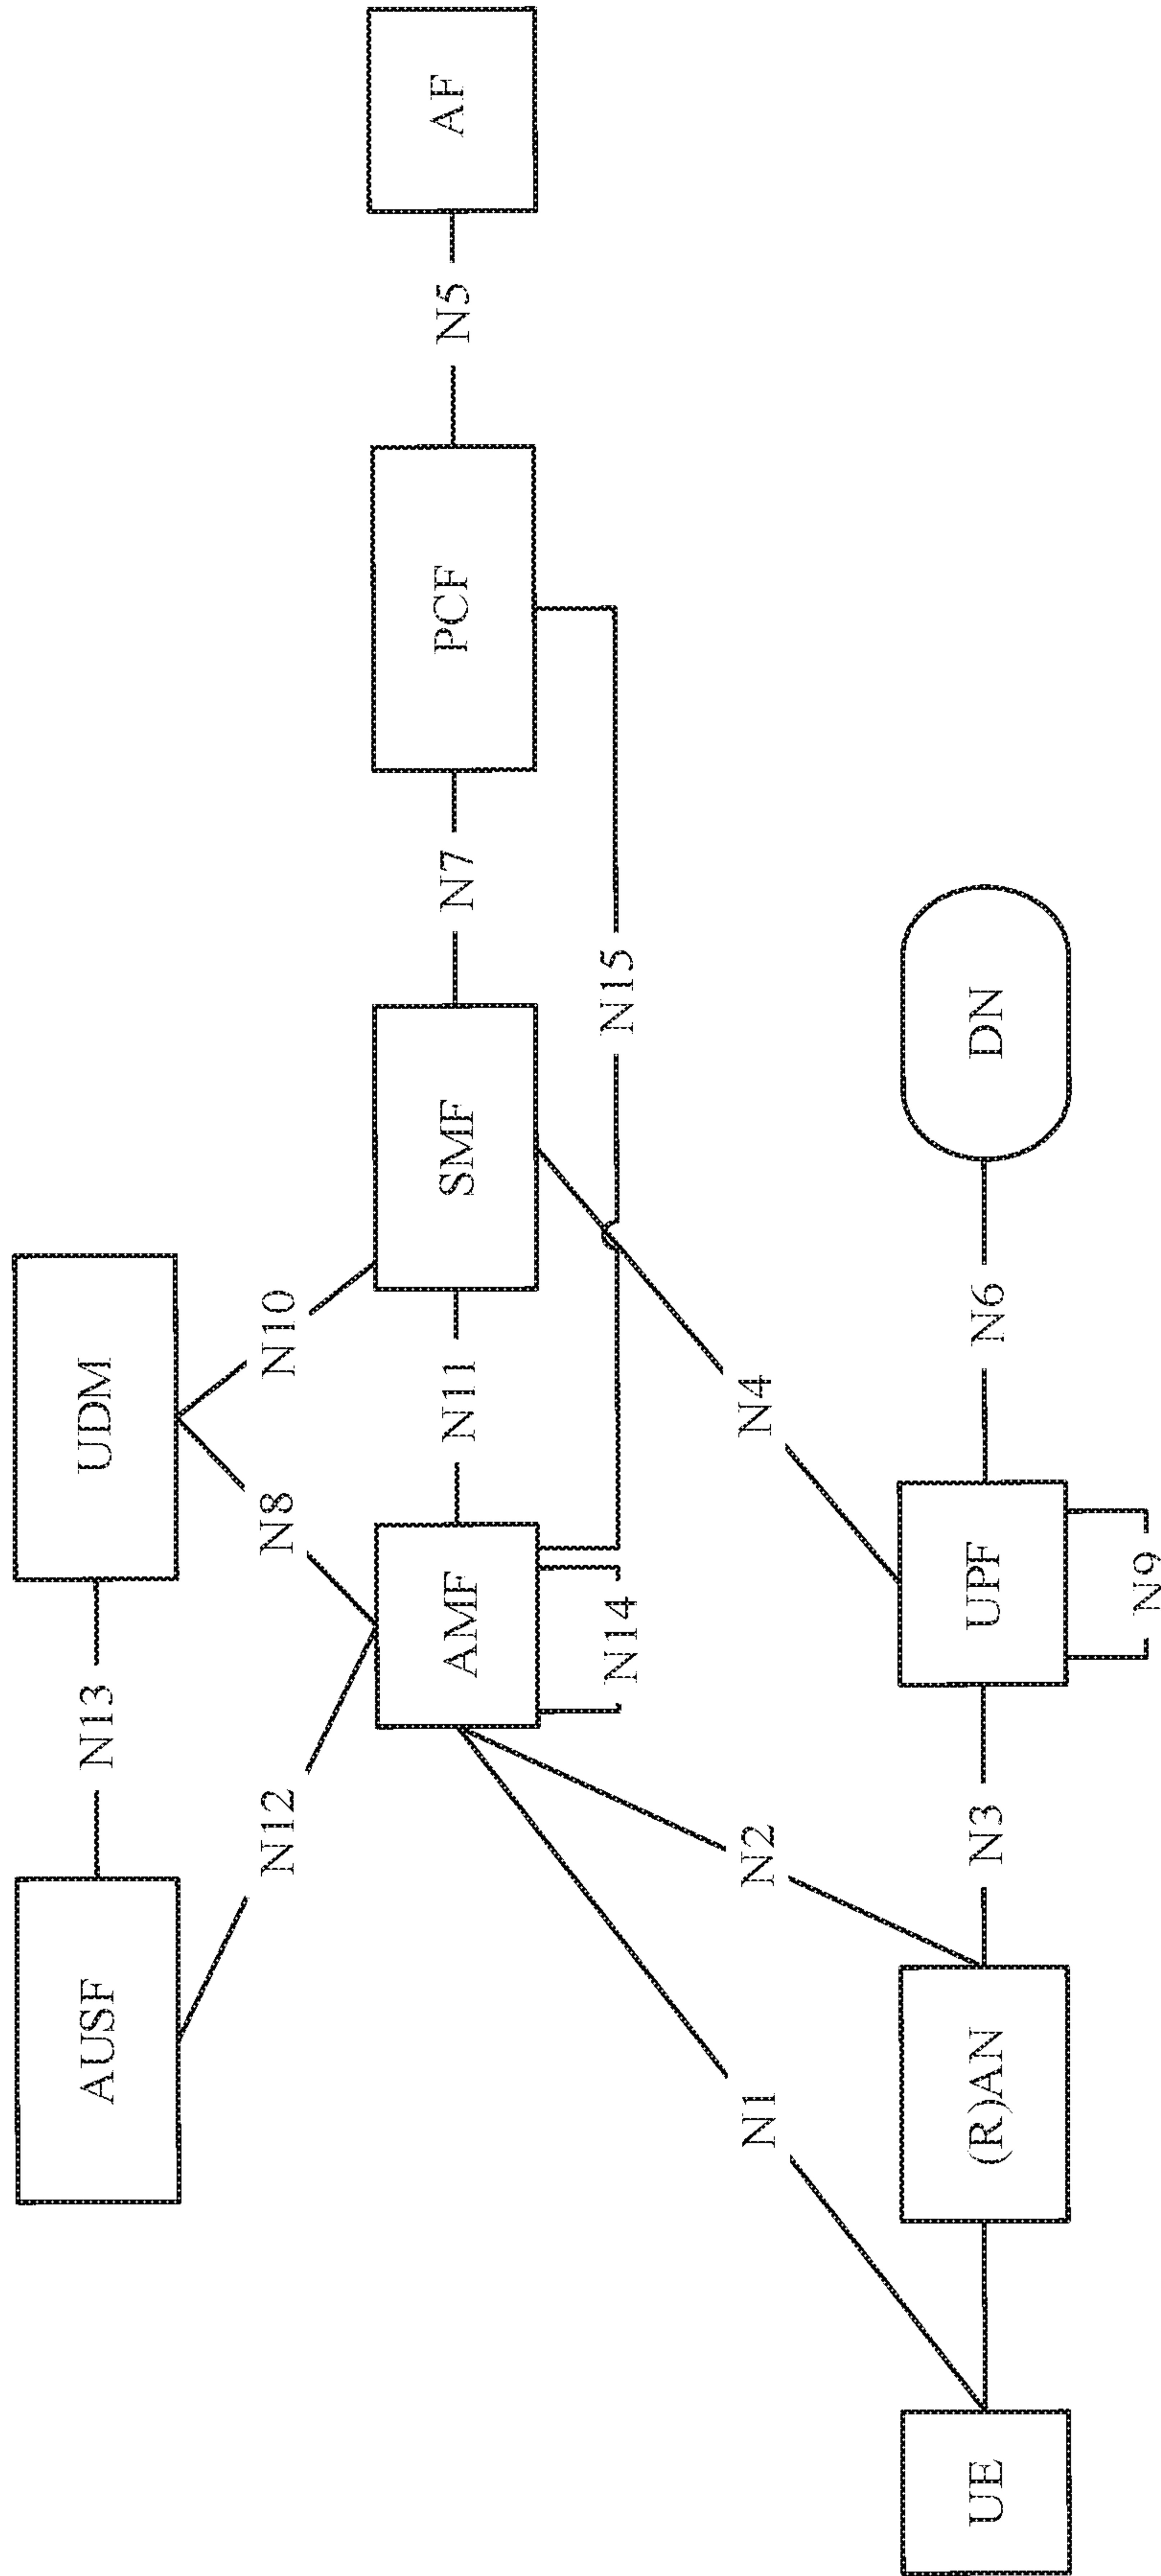 AUSF
N13
UDM
N12
N8
N10
AMF
N11
SMF
N7
PCF
N5
AF
N14
N15
N1
N2
N4
UE
(R)AN
N3
UPF
N6
DN
N9